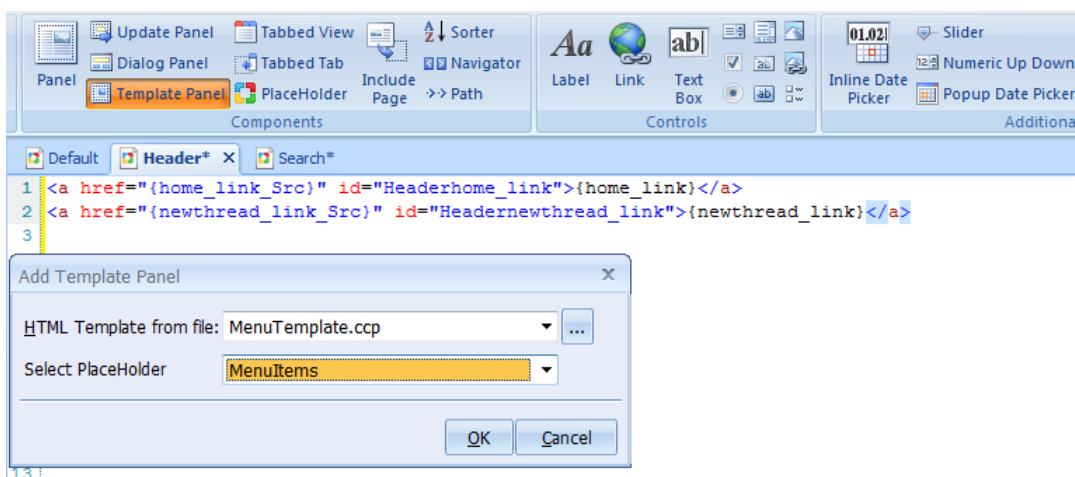 Update Panel Tabbed View Sorter
Dialog Panel Tabbed Tab Navigator
Panel Template Panel PlaceHolder Include Page Path
Components
Aa Label Link ab Text Box
Controls
01.02 Inline Date Picker Slider
Numeric Up Down
Popup Date Picker
Additiona
Default Header* X Search*
1 <a href="{home_link_Src}" id="Headerhome_link">{home_link}</a>
2 <a href="{newthread_link_Src}" id="Headernewthread_link">{newthread_link}</a>
3
Add Template Panel x
HTML Template from file: MenuTemplate.ccp ...
Select PlaceHolder MenuItems
OK Cancel
13